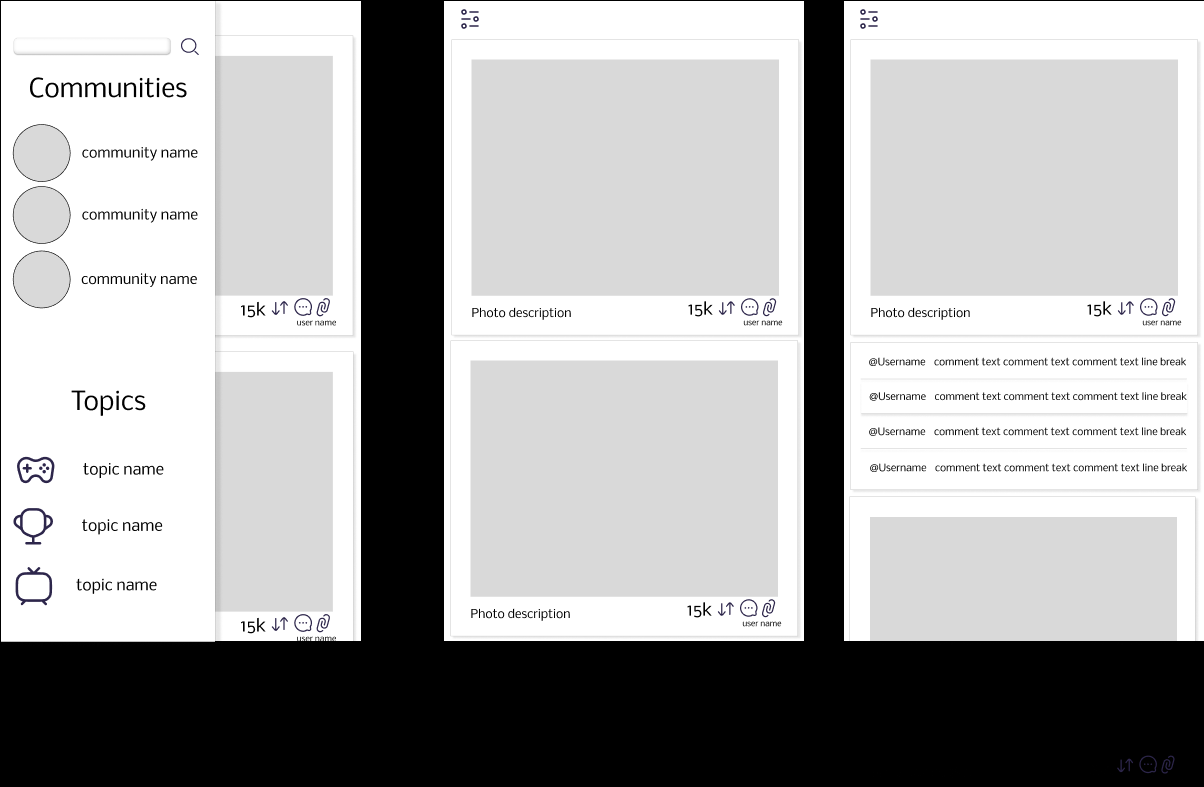 Communities
community name
community name
community name
Topics
topic name
topic name
topic name
15k
user name
15k
user name
Photo description 15k
user name
Photo description 15k
user name
Photo description 15k
user name
@Username comment text comment text comment text line break
@Username comment text comment text comment text line break
@Username comment text comment text comment text line break
@Username comment text comment text comment text line break